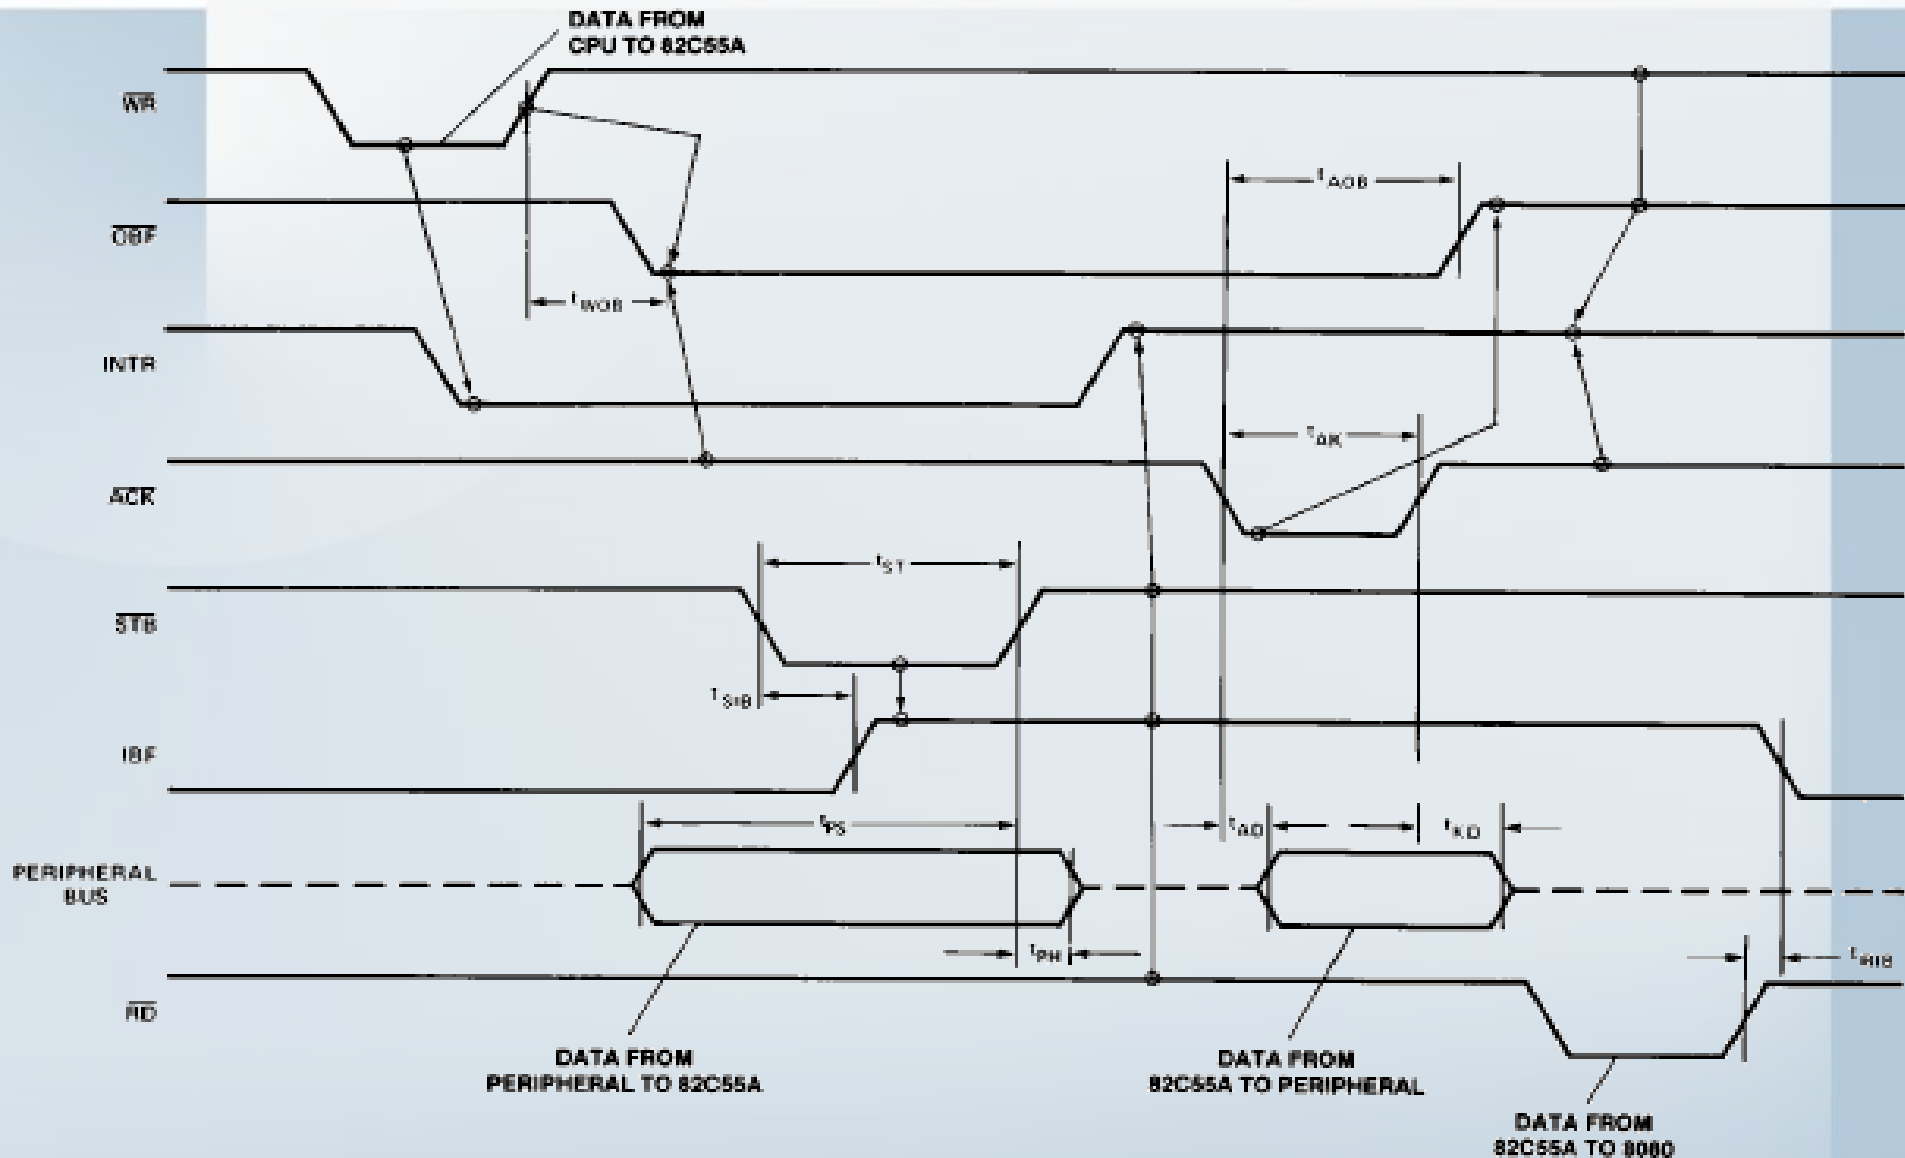 DATA FROM
CPU TO 82C55A
WR
tAOB
OBF
tWOB
INTR
tAK
ACK
tST
STB
tSIB
IBF
tPS
tAD
tKD
PERIPHERAL
BUS
tPH
tRIB
RD
DATA FROM
PERIPHERAL TO 82C55A
DATA FROM
82C55A TO PERIPHERAL
DATA FROM
82C55A TO 8080